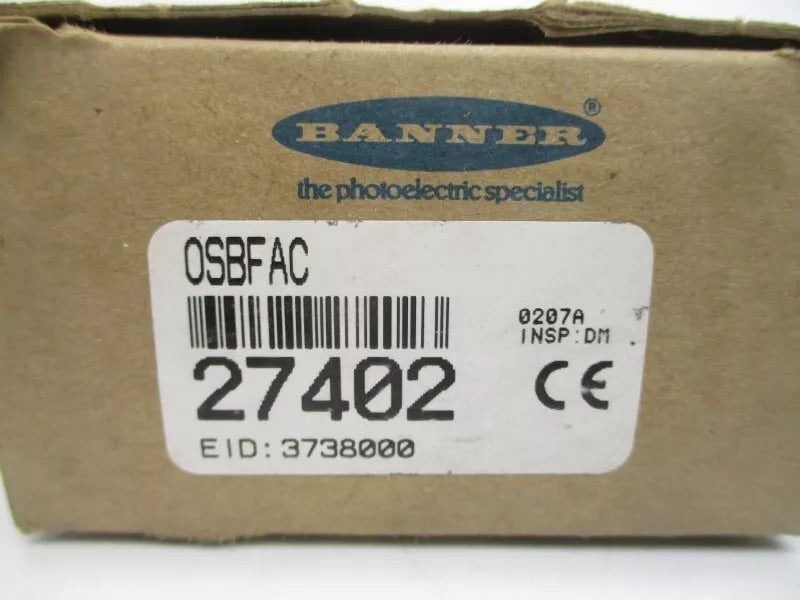 BANNER®
the photoelectric specialist
OSBFAC
0207A
INSP:DM
27402
CE
EID: 3738000